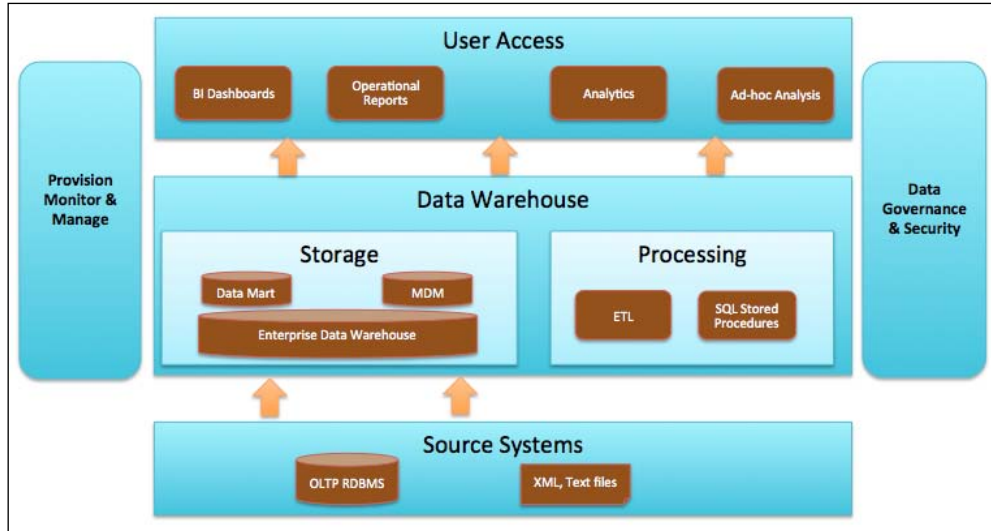 User Access
BI Dashboards
Operational
Reports
Analytics
Ad-hoc Analysis
Provision
Monitor &
Manage
Data Warehouse
Storage
Data Mart
MDM
Enterprise Data Warehouse
Processing
ETL
SQL Stored
Procedures
Data
Governance
& Security
Source Systems
OLTP RDBMS
XML, Text files